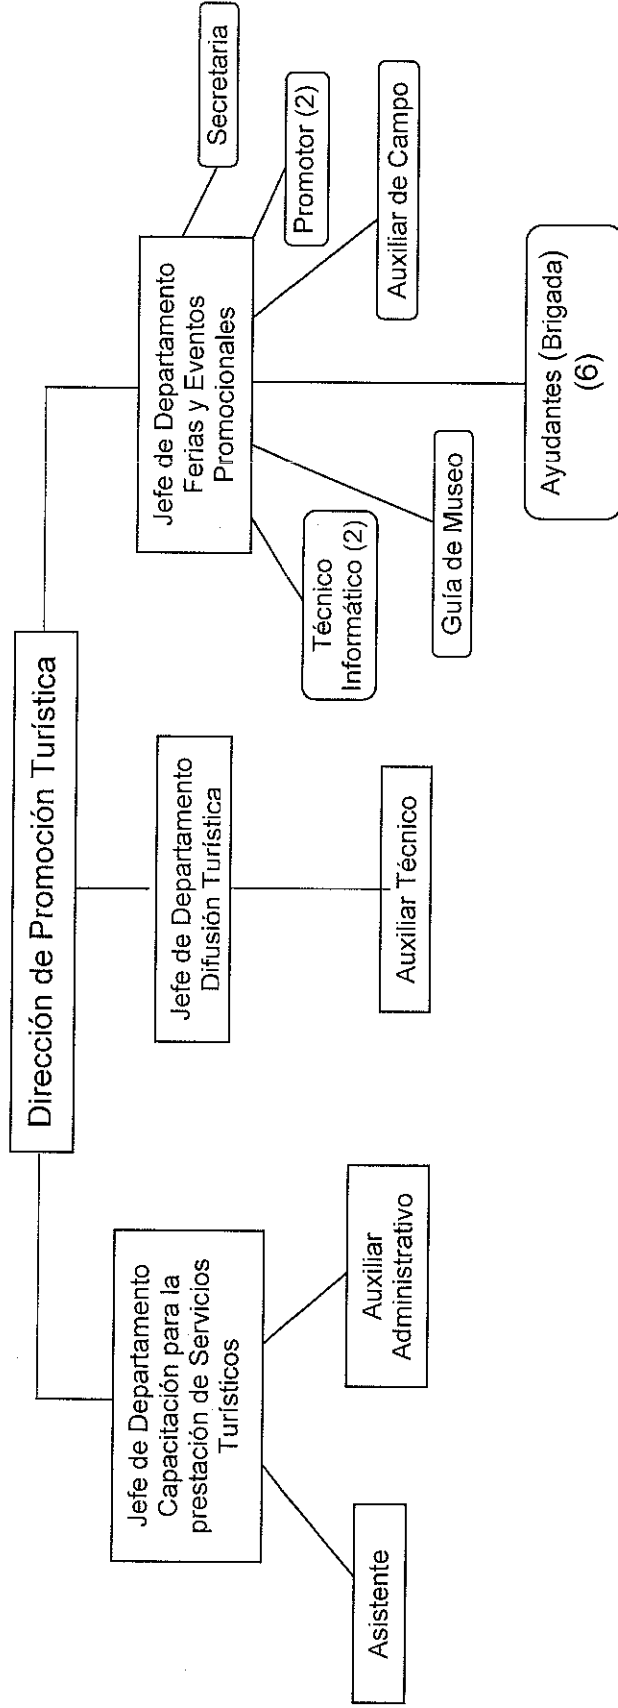 Dirección de Promoción Turística
Jefe de Departamento
Capacitación para la
prestación de Servicios
Turísticos
Asistente
Auxiliar
Administrativo
Jefe de Departamento
Difusión Turística
Auxiliar Técnico
Jefe de Departamento
Ferias y Eventos
Promocionales
Técnico
Informático (2)
Guía de Museo
Ayudantes (Brigada)
(6)
Auxiliar de Campo
Promotor (2)
Secretaria